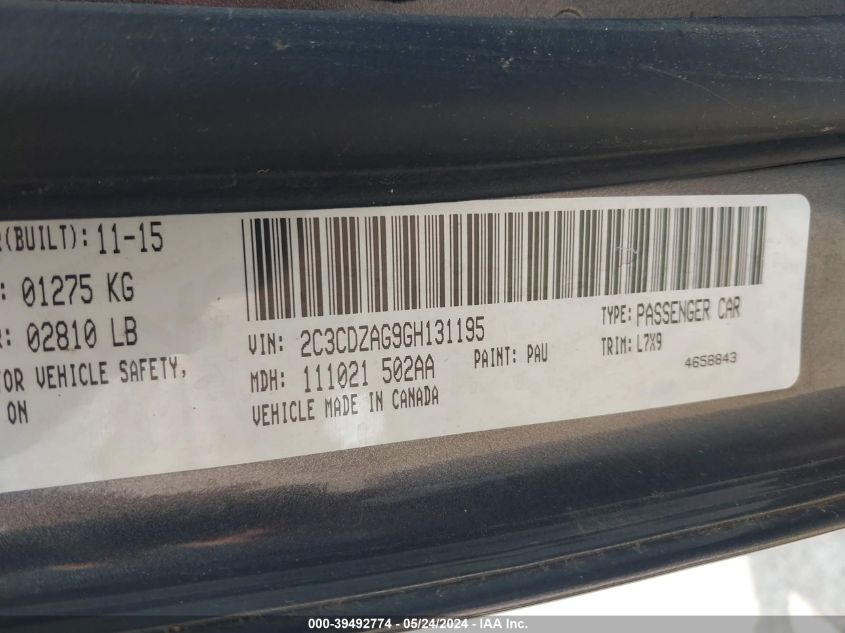 R(BUILT): 11-15
: 01275 KG
R: 02810 LB
TOR VEHICLE SAFETY,
ON
VIN: 2C3CDZAG9GH131195
TYPE: PASSENGER CAR
MDH: 111021 502AA
PAINT: PAU
TRIM: L7X9
VEHICLE MADE IN CANADA
4658843
000-39492774 / 05/24/2024 - IAA Inc.